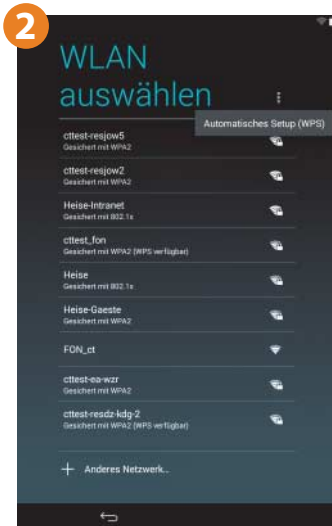 2
WLAN
auswählen
Automatisches Setup (WPS)
cttest-resjow5
Gesichert mit WPA2
cttest-resjow2
Gesichert mit WPA2
Heise-Intranet
Gesichert mit 802.1x
cttest_fon
Gesichert mit WPA2 (WPS verfügbar)
Heise
Gesichert mit 802.1x
Heise-Gaeste
Gesichert mit WPA2
FON_ct
cttest-ea-wzr
Gesichert mit WPA2
cttest-resdz-kdg-2
Gesichert mit WPA2 (WPS verfügbar)
+ Anderes Netzwerk..